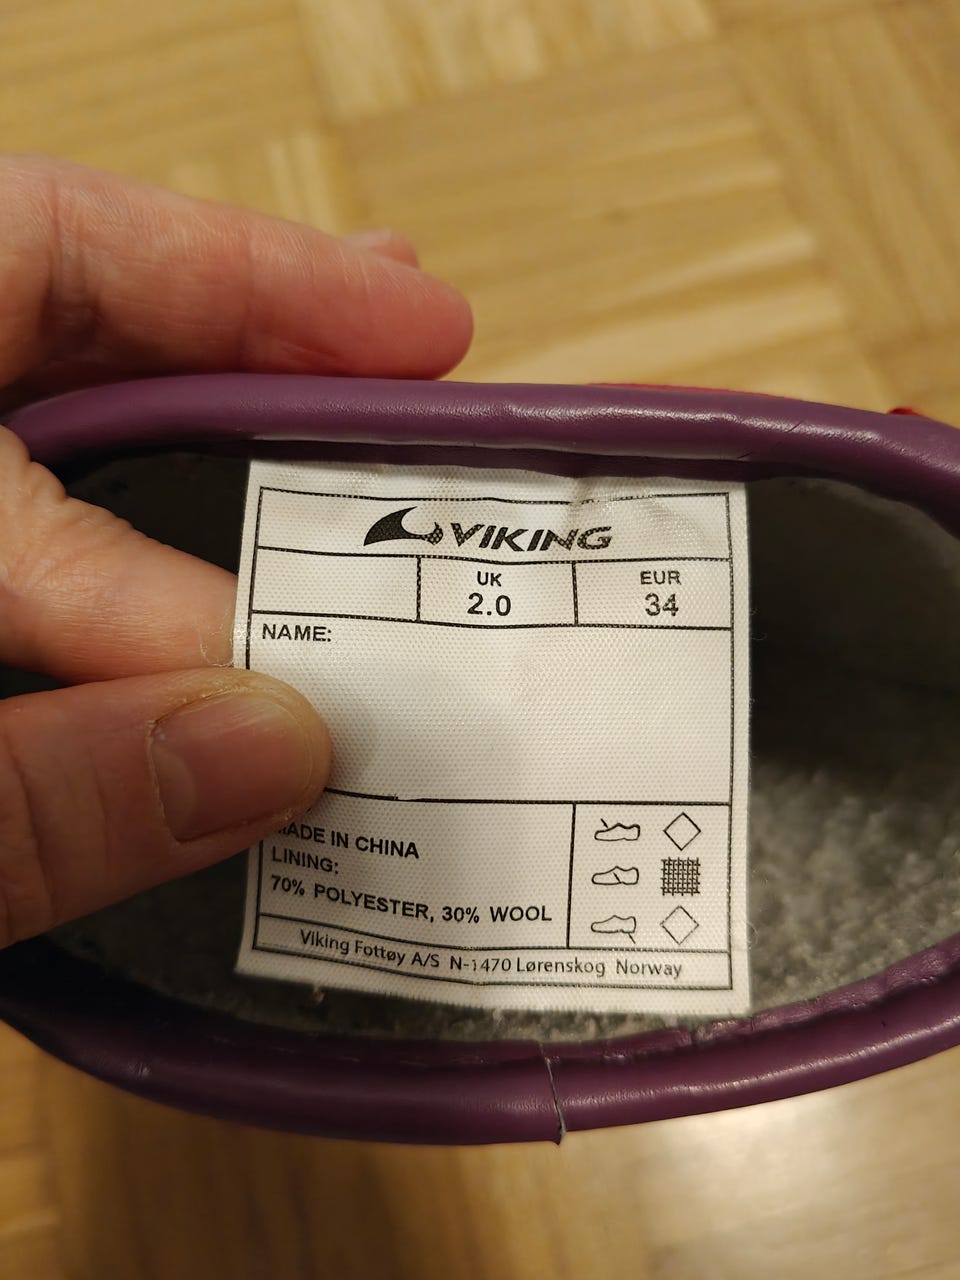 VIKING
UK
2.0
EUR
34
NAME:
MADE IN CHINA
LINING:
70% POLYESTER, 30% WOOL
Viking Fottøy A/S N-1470 Lørenskog Norway